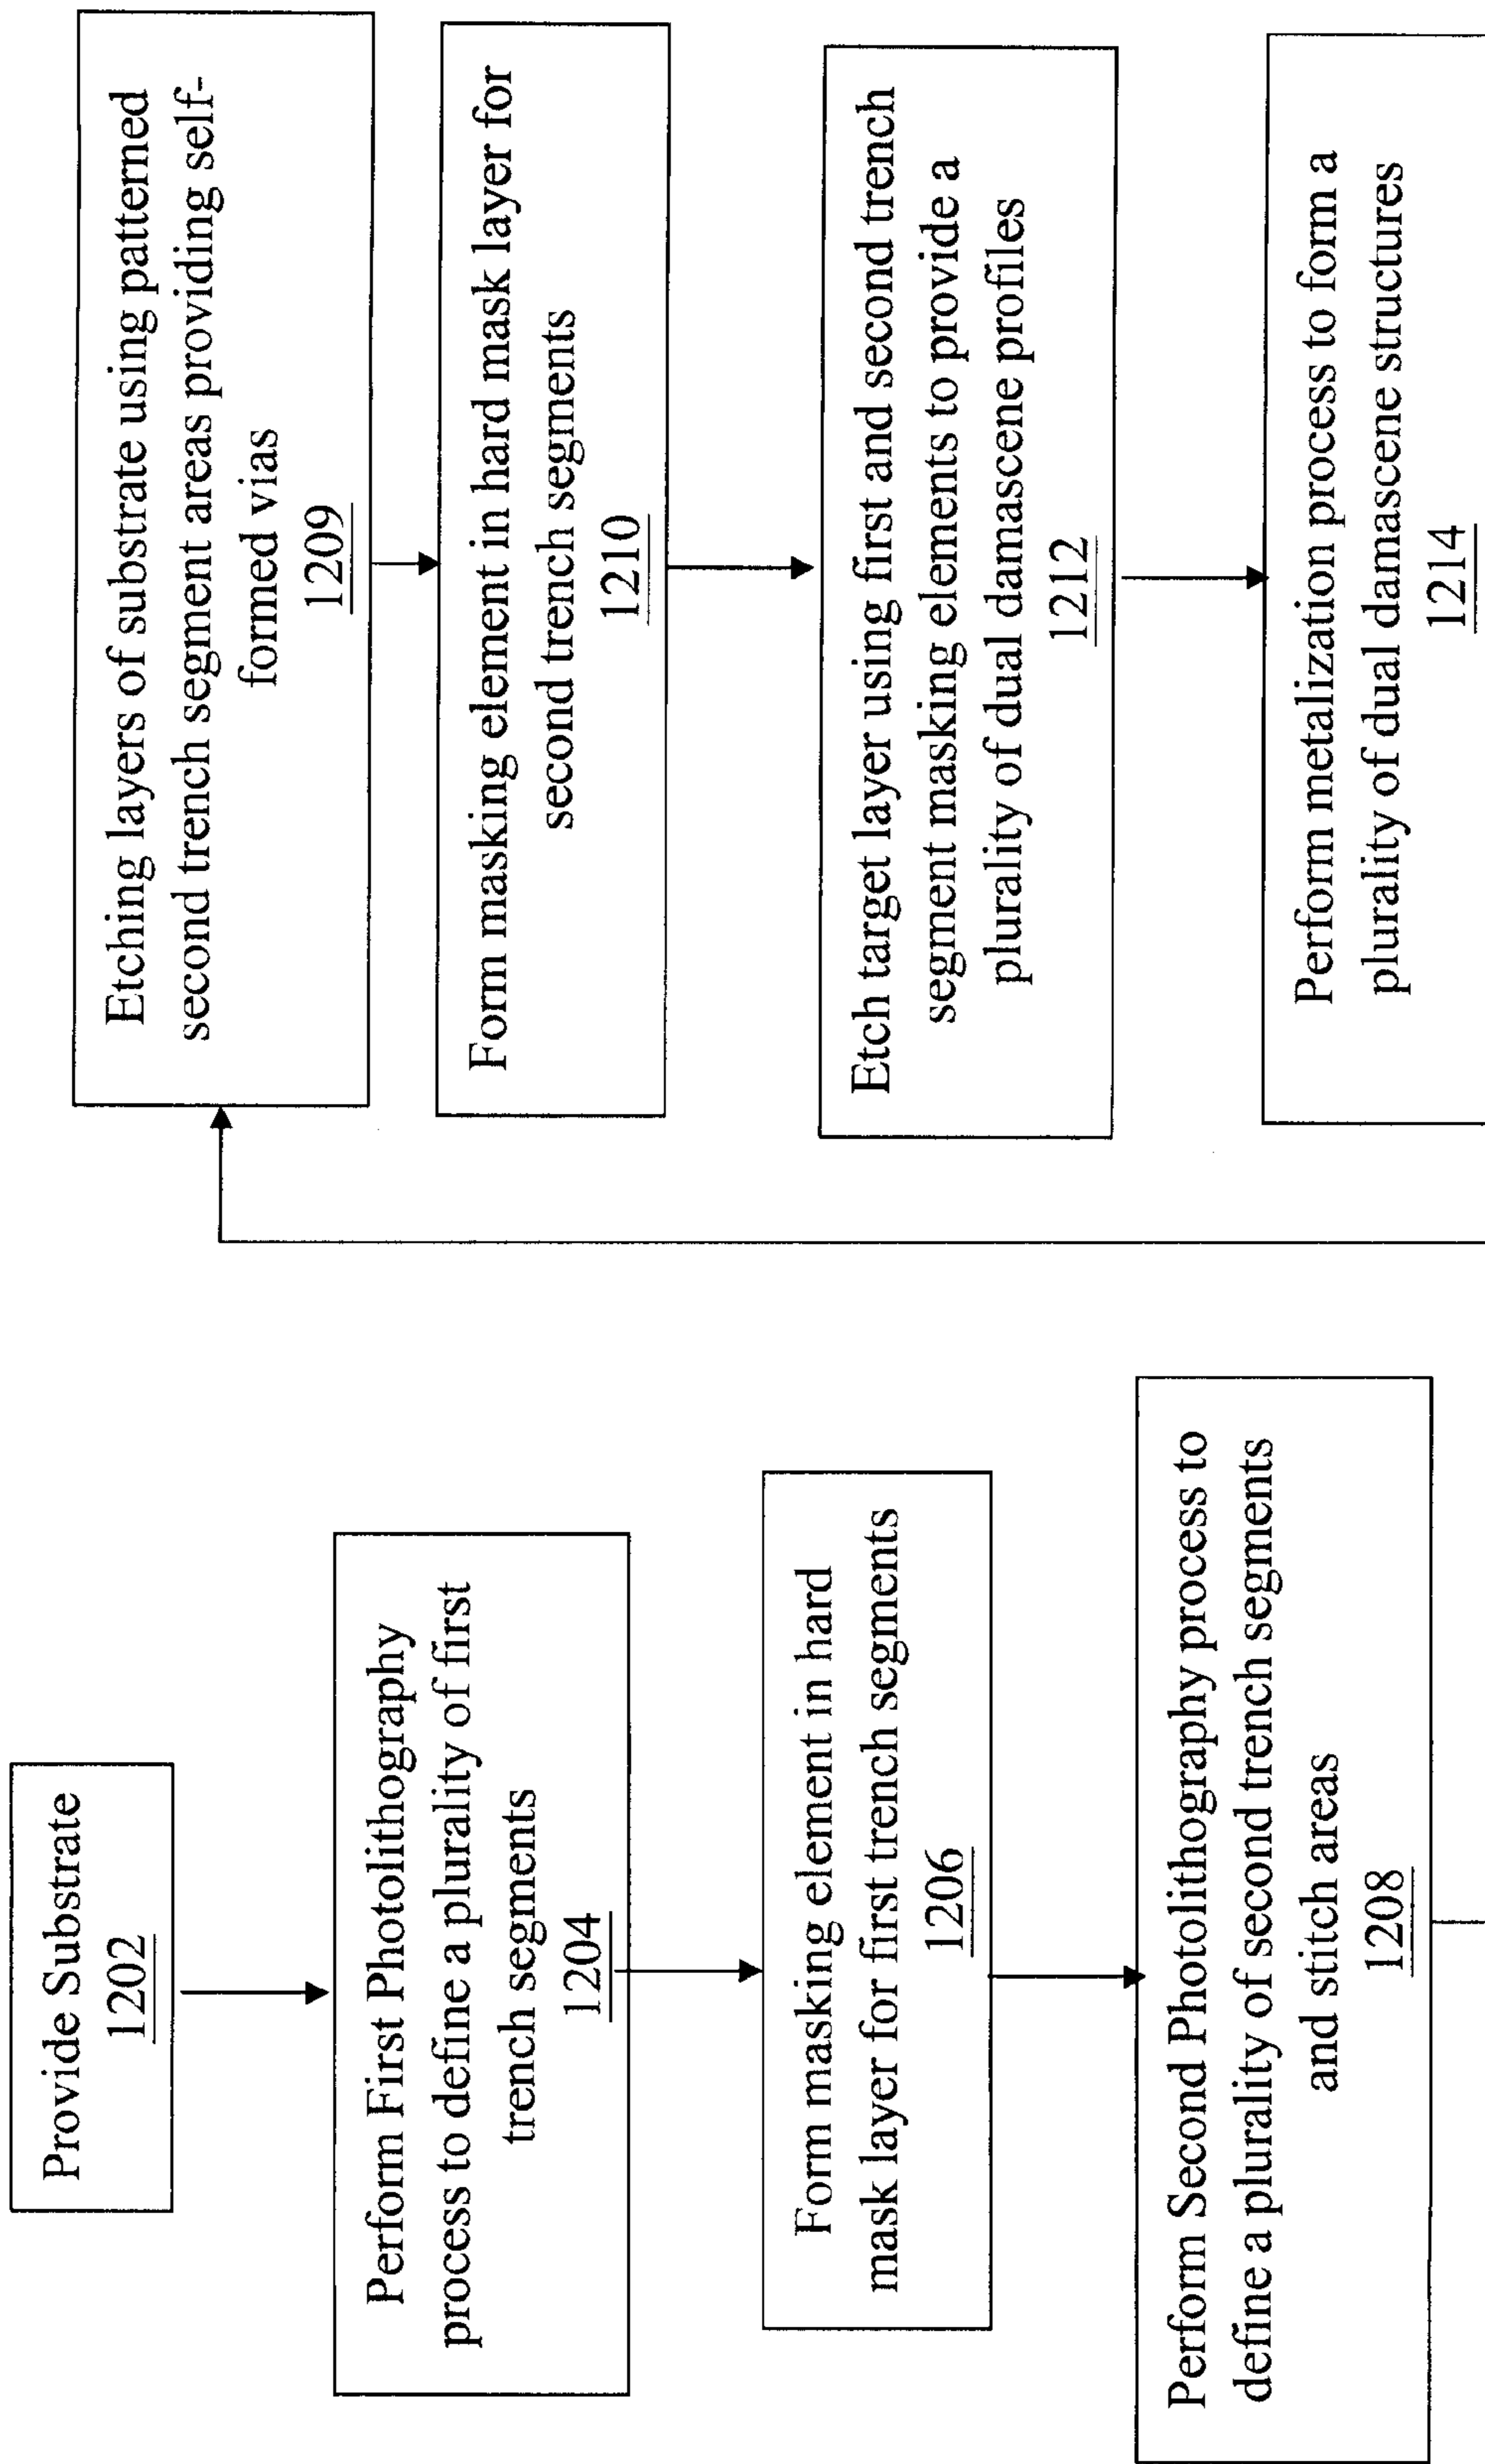 Provide Substrate
1202
Perform First Photolithography
process to define a plurality of first
trench segments
1204
Form masking element in hard
mask layer for first trench segments
1206
Perform Second Photolithography process to
define a plurality of second trench segments
and stitch areas
1208
Etching layers of substrate using patterned
second trench segment areas providing self-
formed vias
1209
Form masking element in hard mask layer for
second trench segments
1210
Etch target layer using first and second trench
segment masking elements to provide a
plurality of dual damascene profiles
1212
Perform metalization process to form a
plurality of dual damascene structures
1214